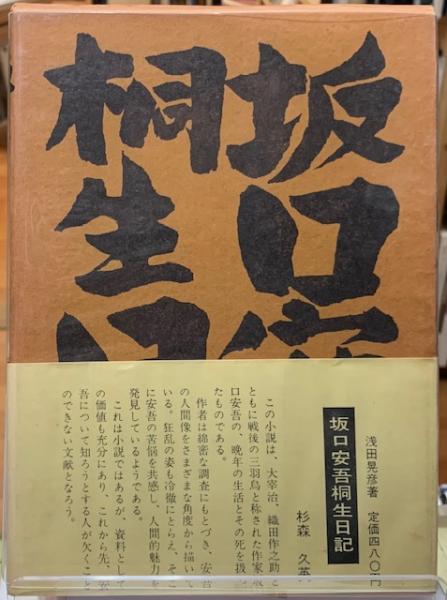 坂口安
桐生日
浅田晃彦著 定価四八〇円
坂口安吾桐生日記
杉森 久英
この小説は、太宰治、織田作之助と
ともに戦後の三羽烏と称された作家坂
口安吾の、晩年の生活とその死を扱っ
たものである。
作者は綿密な調査にもとづき、安吾
の人間像をさまざまな角度から描いて
いる。狂乱の姿も冷徹にとらえ、そこ
に安吾の苦悩を共感し、人間的魅力を
発見しているようである。
これは小説ではあるが、資料として
の価値も充分にあり、これから先、安
吾について知ろうとする人が欠くこと
のできない文献となろう。